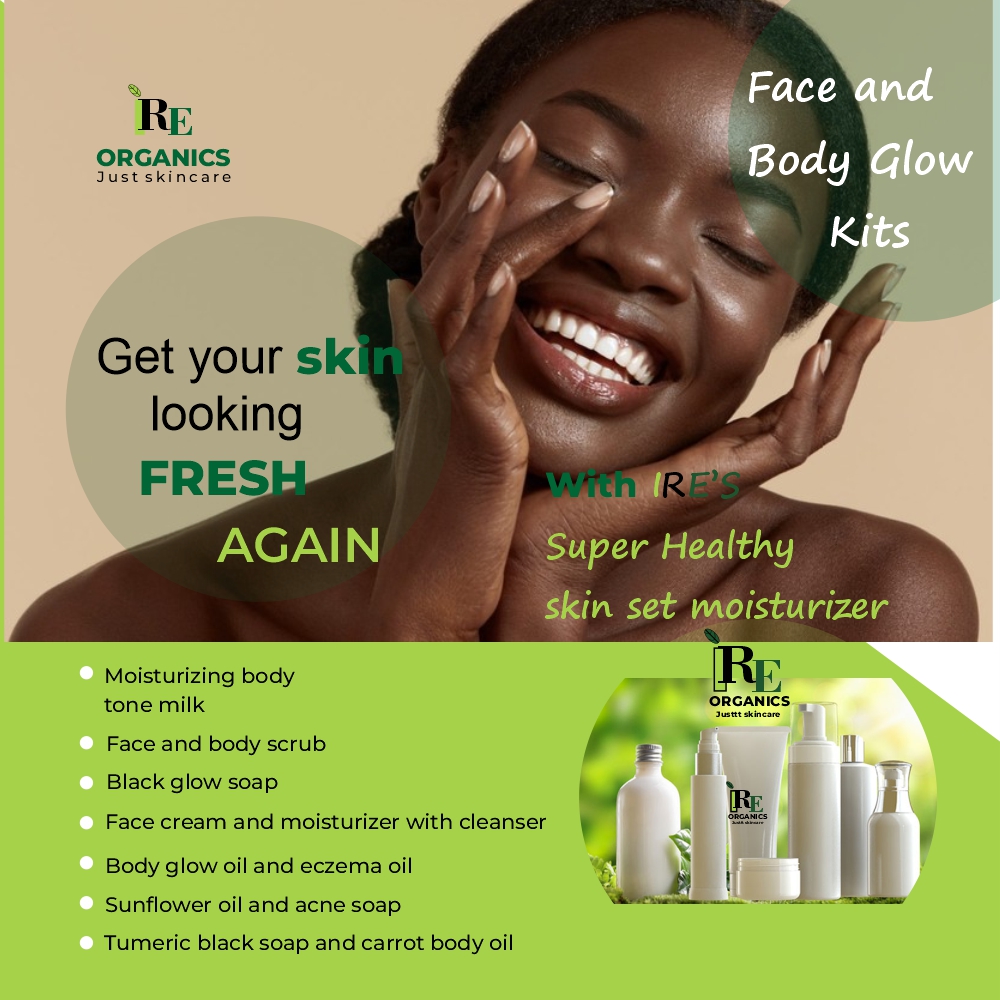 IRE
ORGANICS
Just skincare
Face and
Body Glow
Kits
Get your skin
looking
FRESH
AGAIN
With IRE'S
Super Healthy
skin set moisturizer
Moisturizing body
tone milk
Face and body scrub
Black glow soap
Face cream and moisturizer with cleanser
Body glow oil and eczema oil
Sunflower oil and acne soap
Tumeric black soap and carrot body oil
IRE
ORGANICS
Justtt skincare
IRE
ORGANICS